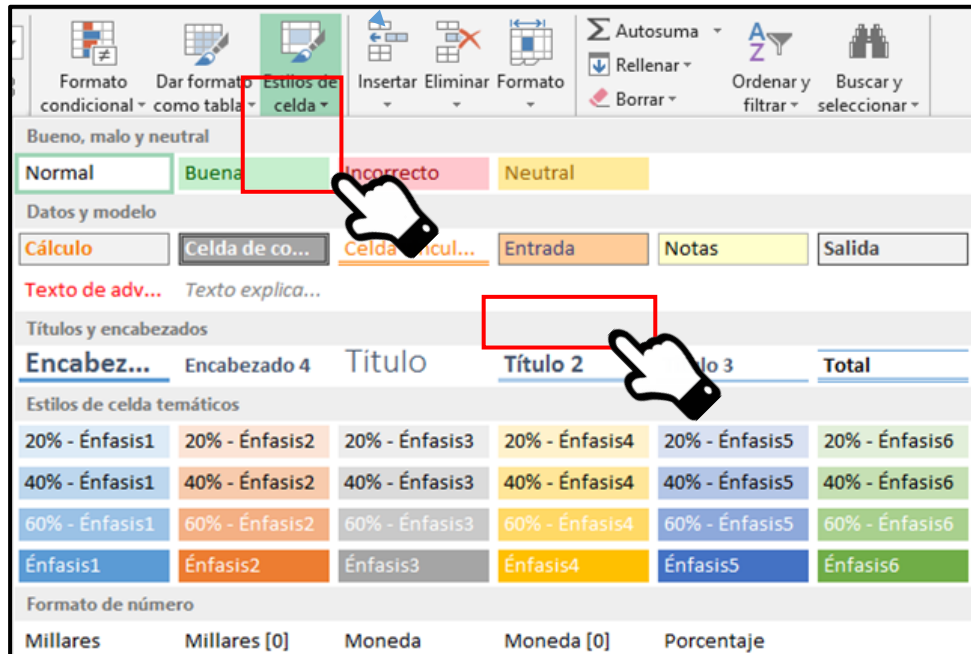 Autosuma
Rellenar
Borrar
Formato condicional
Dar formato como tabla
Estilos de celda
Insertar Eliminar Formato
Ordenar y filtrar
Buscar y seleccionar
Bueno, malo y neutral
Normal Buena Incorrecto Neutral
Datos y modelo
Cálculo Celda de co... Celda Entrada Notas Salida
Texto de adv... Texto explica...
Títulos y encabezados
Encabez... Encabezado 4 Título Título 2 3 Total
Estilos de celda temáticos
20% - Énfasis1 20% - Énfasis2 20% - Énfasis3 20% - Énfasis4 20% - Énfasis5 20% - Énfasis6
40% - Énfasis1 40% - Énfasis2 40% - Énfasis3 40% - Énfasis4 40% - Énfasis5 40% - Énfasis6
60% - Énfasis1 60% - Énfasis2 60% - Énfasis3 60% - Énfasis4 60% - Énfasis5 60% - Énfasis6
Énfasis1 Énfasis2 Énfasis3 Énfasis4 Énfasis5 Énfasis6
Formato de número
Millares Millares [0] Moneda Moneda [0] Porcentaje